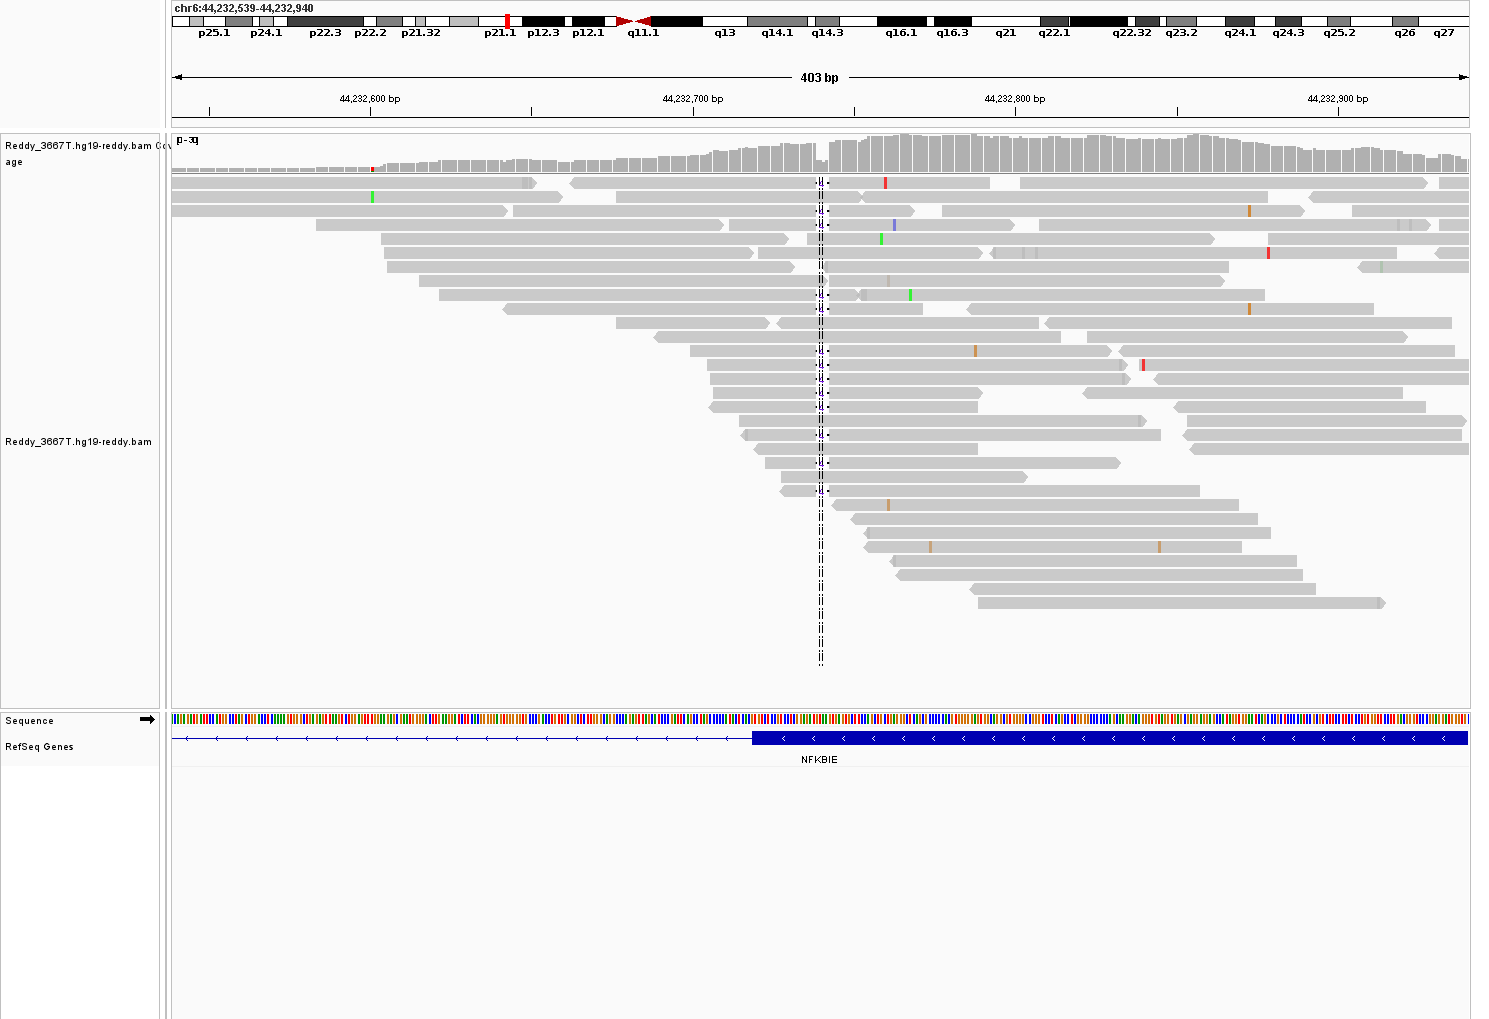 chr6:44,232,539-44,232,940
p25.1 p24.1 p22.3 p22.2 p21.32 p21.1 p12.3 p12.1 q11.1 q13 q14.1 q14.3 q16.1 q16.3 q21 q22.1 q22.32 q23.2 q24.1 q24.3 q25.2 q26 q27
403 bp
44,232,600 bp 44,232,700 bp 44,232,800 bp 44,232,900 bp
Reddy_3667T.hg19-reddy.bam Cov
age
Reddy_3667T.hg19-reddy.bam
Sequence
RefSeq Genes
NFKBIE